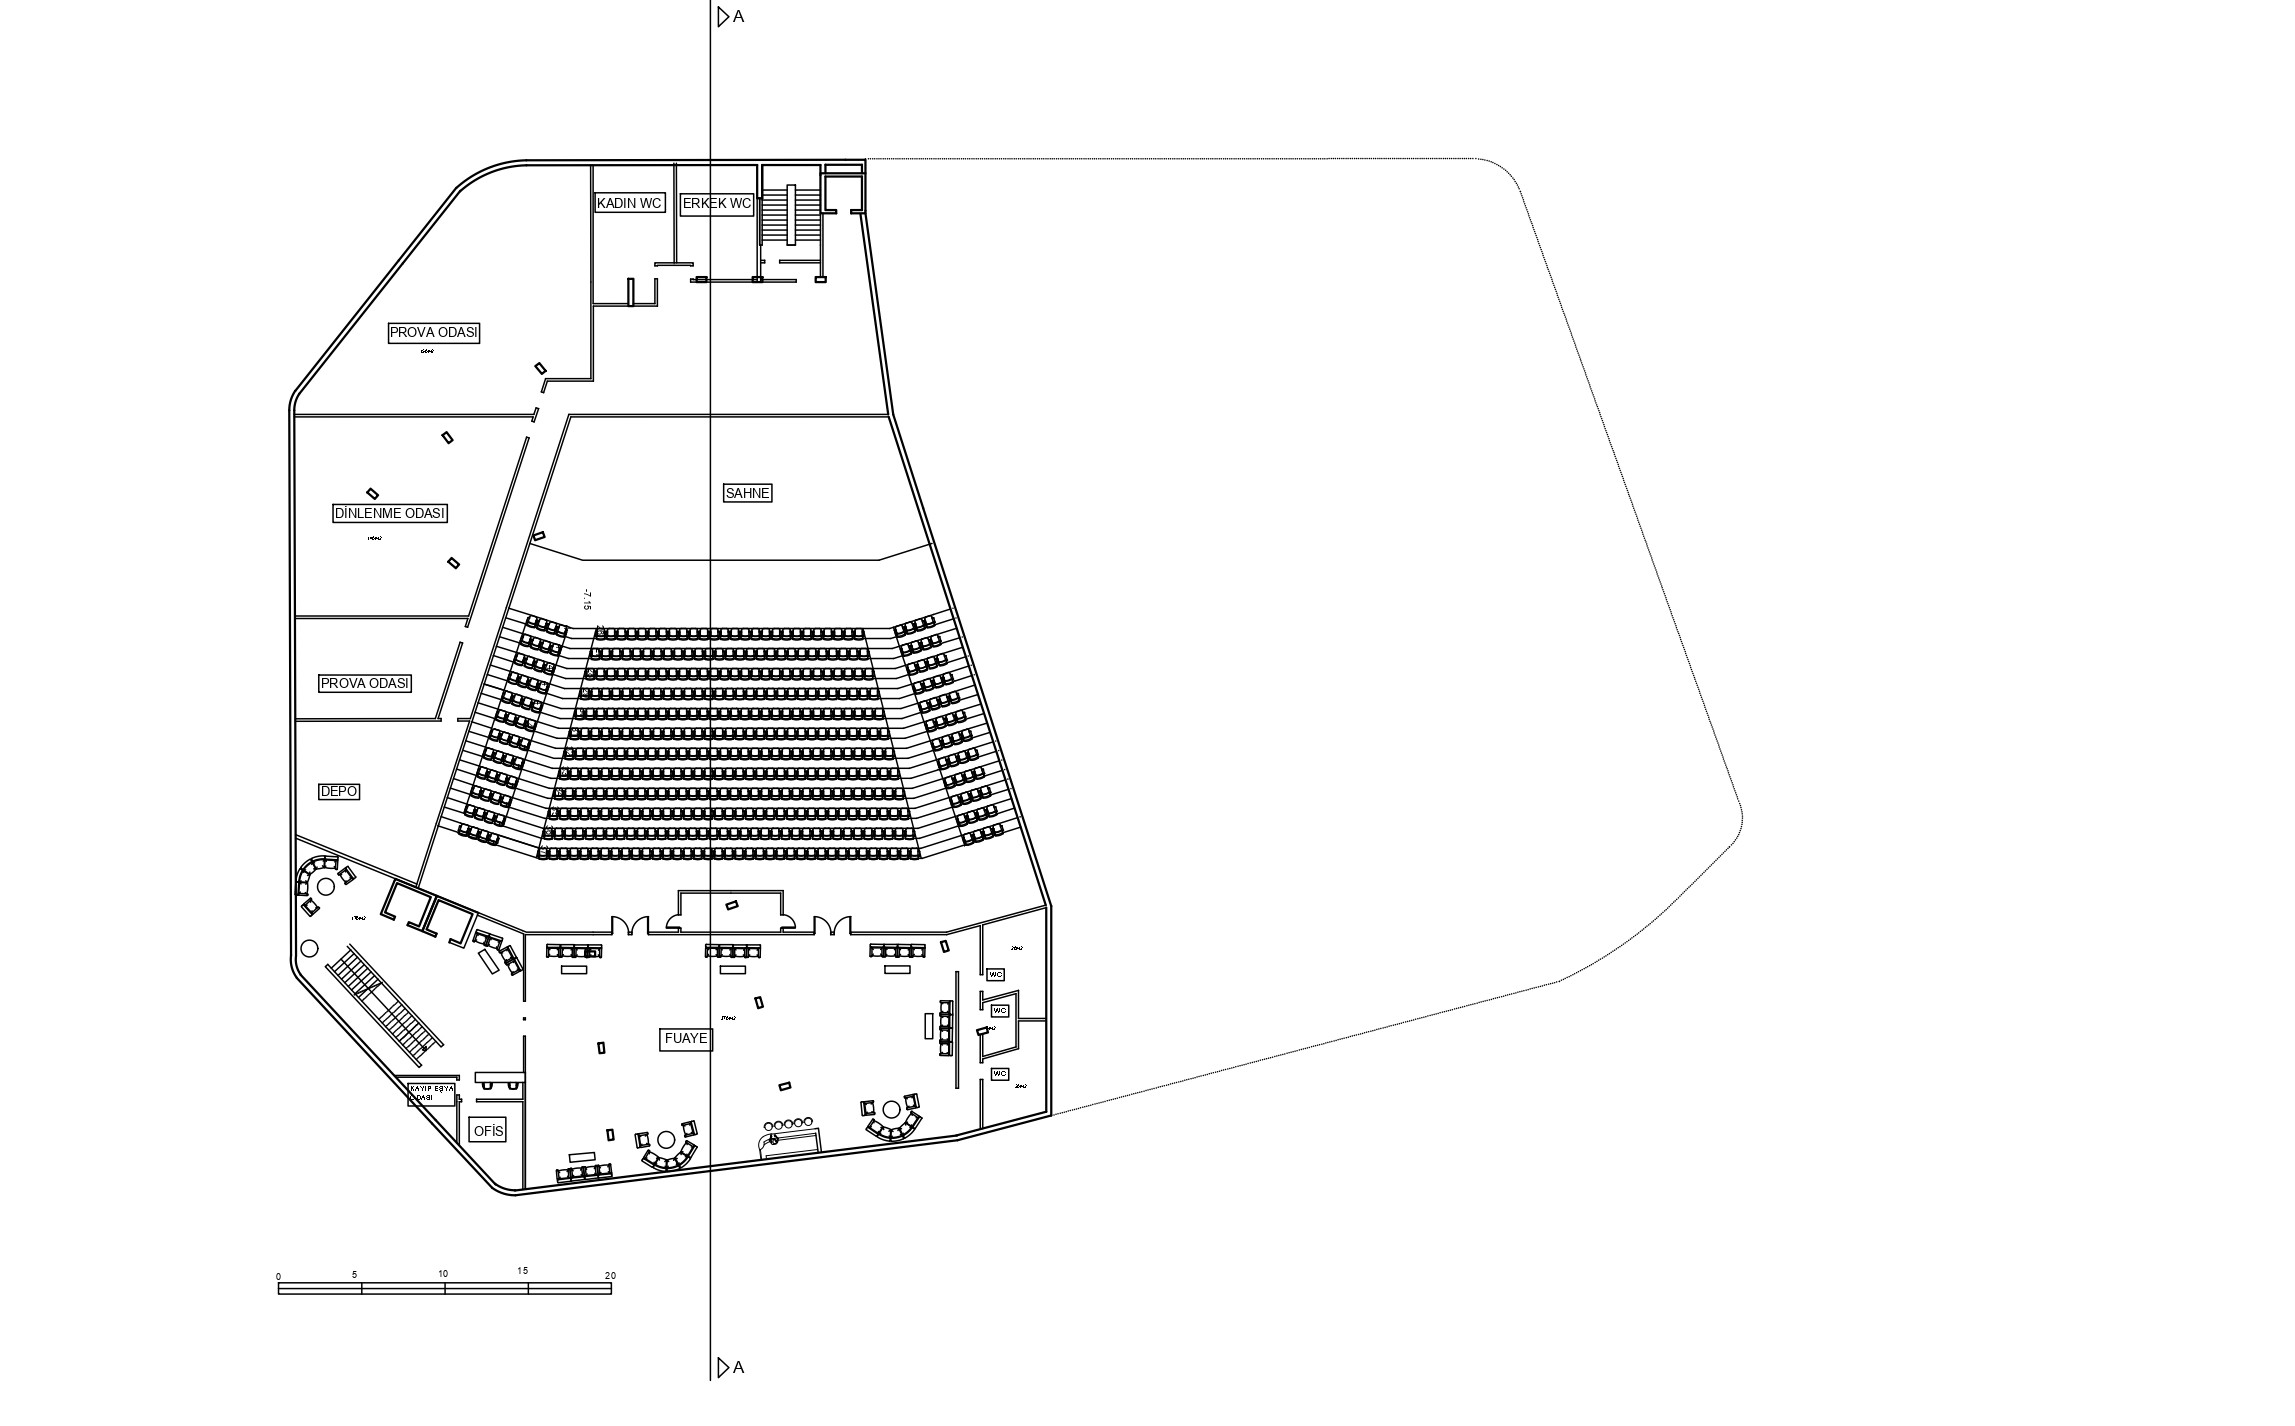 A
KADIN WC
ERKEK WC
PROVA ODASI
SAHNE
DİNLENME ODASI
-7.15
PROVA ODASI
DEPO
WC
WC
FUAYE
WC
KAYIP EŞYA
ODASI
OFİS
0 5 10 15 20
A